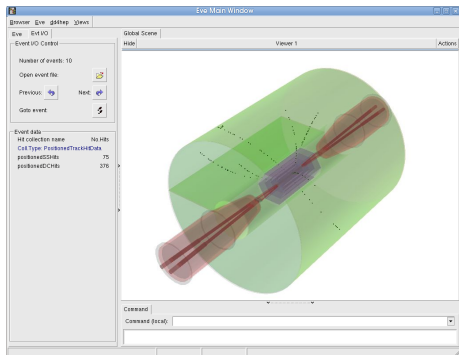 Eve Main Window
Browser Eve dd4hep Views
Eve Evt I/O
Event I/O Control
Number of events: 10
Open event file:
Previous: Next:
Goto event:
Event data
Hit collection name No.Hits
Coll.Type: PositionedTrackHitData
positionedSSHits 75
positionedDCHits 376
Global Scene
Hide Viewer 1 Actions
Command
Command (local):